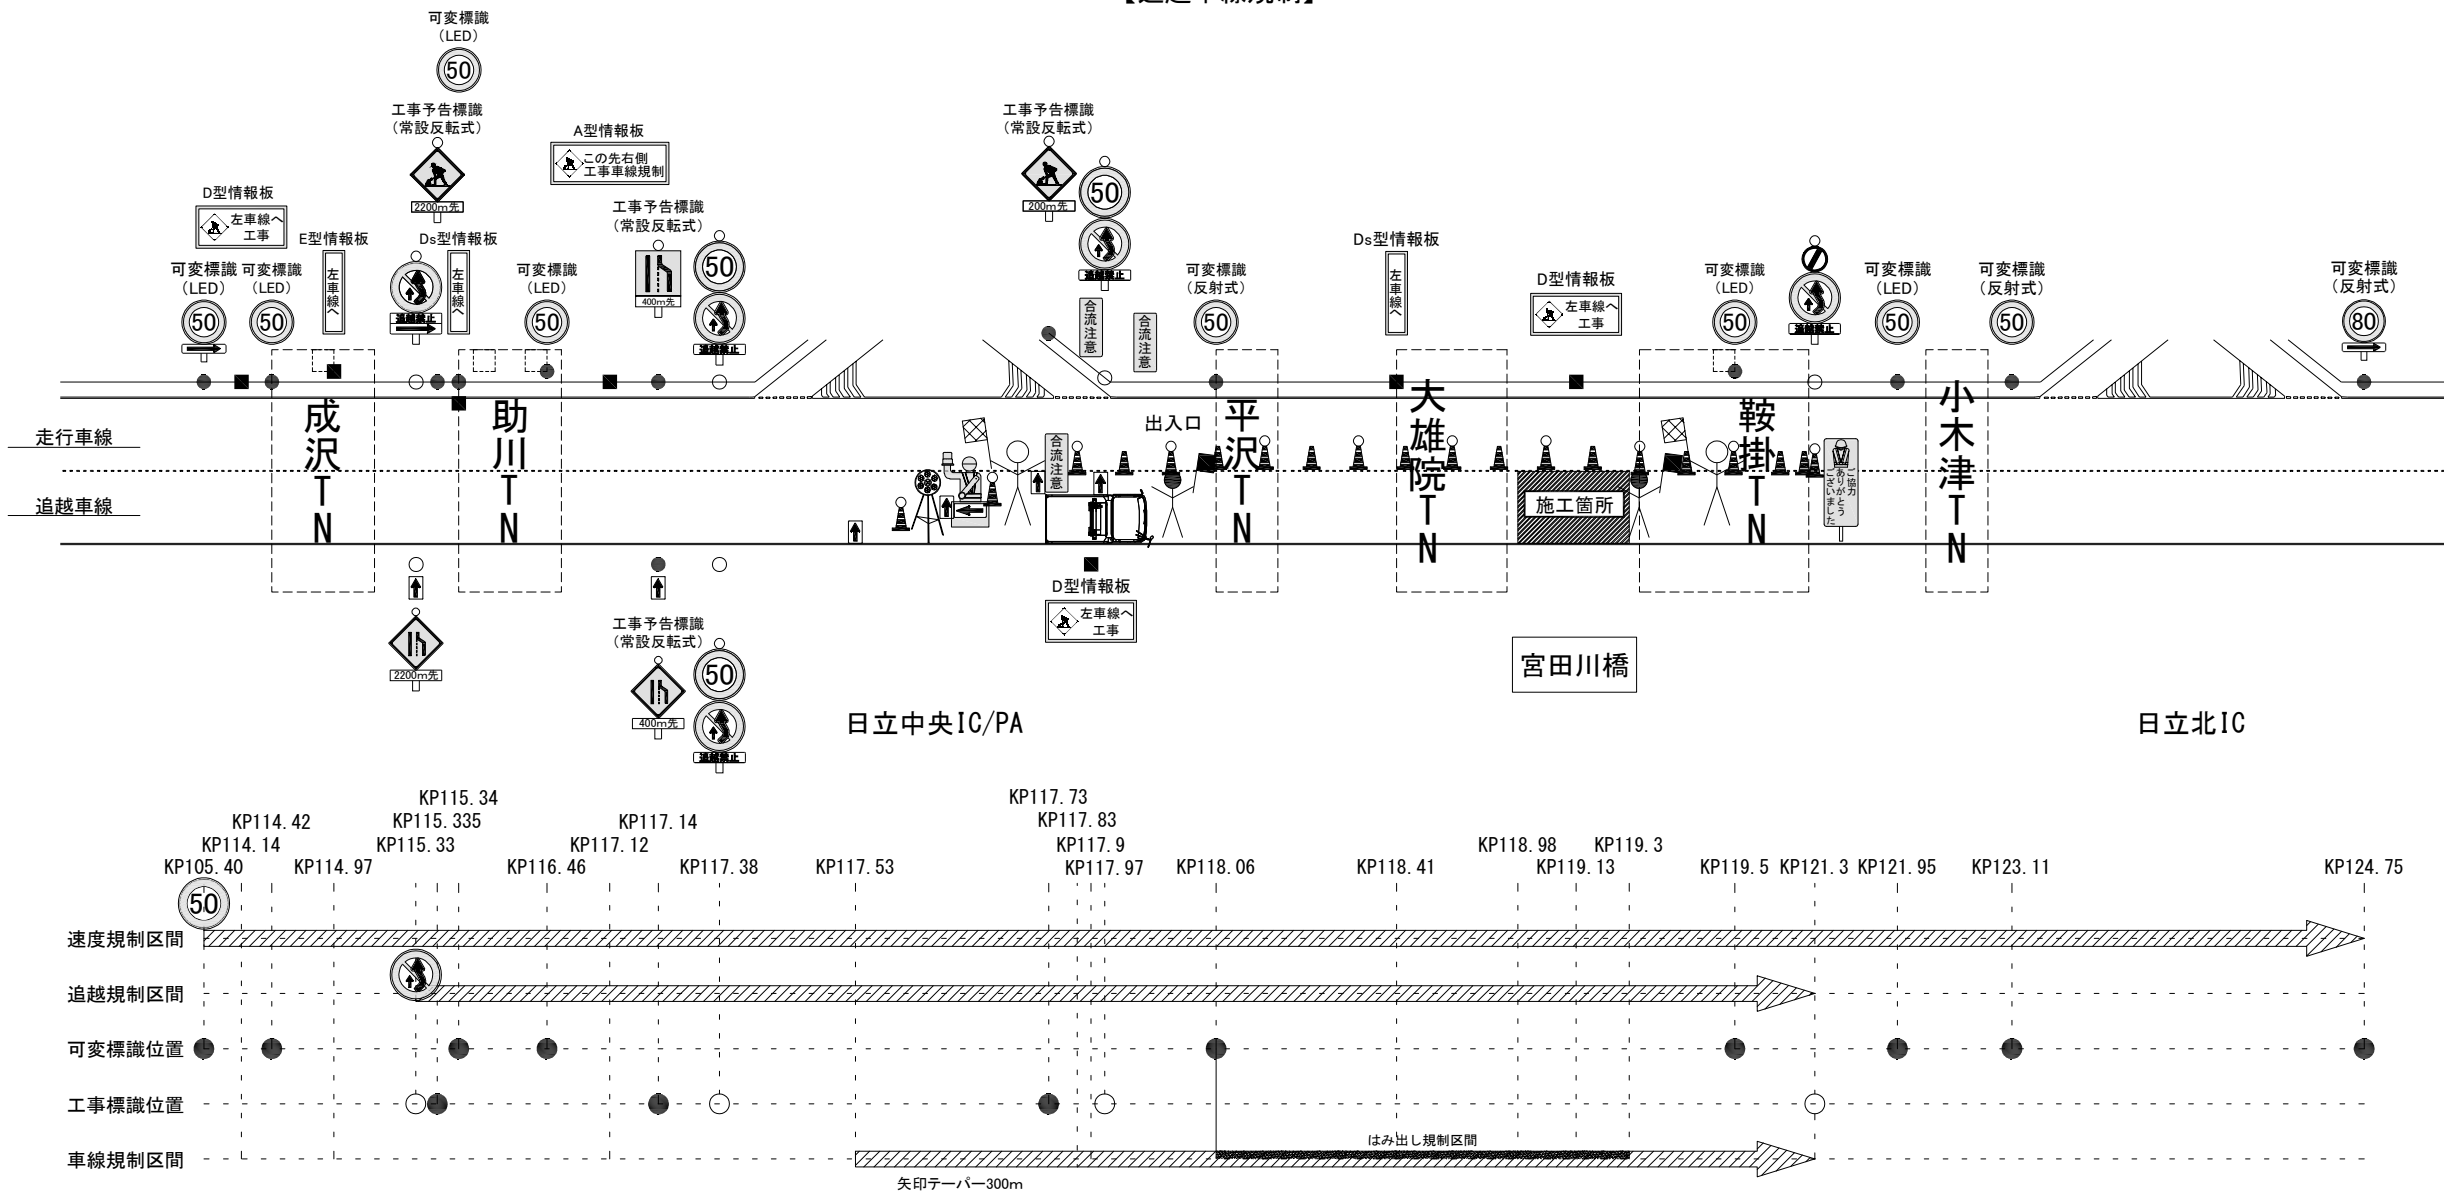 可変標識
(LED)
50
工事予告標識
(常設反転式)
2200m先
A型情報板
この先右側
工事車線規制
工事予告標識
(常設反転式)
200m先
50
追越禁止
D型情報板
左車線へ
工事
E型情報板
左車線へ
Ds型情報板
左車線へ
追越禁止
工事予告標識
(常設反転式)
400m先
50
追越禁止
可変標識
(LED)
50
可変標識
(LED)
50
可変標識
(LED)
50
合流注意
合流注意
可変標識
(反射式)
50
Ds型情報板
左車線へ
D型情報板
左車線へ
工事
可変標識
(LED)
50
追越禁止
可変標識
(LED)
50
可変標識
(反射式)
50
可変標識
(反射式)
80
走行車線
追越車線
成沢TN
助川TN
合流注意
出入口
平沢TN
大雄院TN
施工箇所
鞍掛TN
ご協力
ありがとう
ございました
小木津TN
2200m先
工事予告標識
(常設反転式)
400m先
50
追越禁止
D型情報板
左車線へ
工事
宮田川橋
日立中央IC/PA
日立北IC
KP115.34
KP117.73
KP114.42
KP115.335
KP117.14
KP117.83
KP114.14
KP115.33
KP117.12
KP117.9
KP118.98
KP119.3
KP105.40
KP114.97
KP116.46
KP117.38
KP117.53
KP117.97
KP118.06
KP118.41
KP119.13
KP119.5
KP121.3
KP121.95
KP123.11
KP124.75
50
速度規制区間
追越規制区間
可変標識位置
工事標識位置
車線規制区間
はみ出し規制区間
矢印テーパー300m